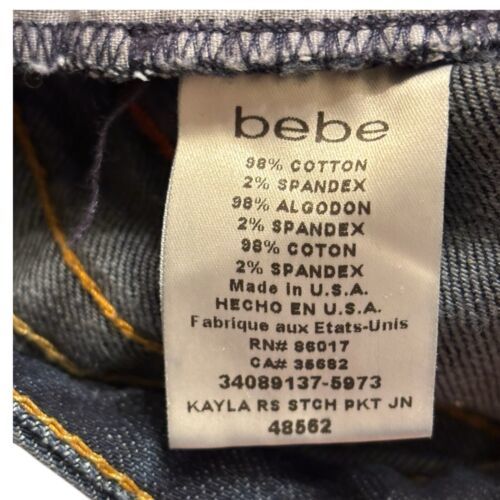 bebe
98% COTTON
2% SPANDEX
98% ALGODON
2% SPANDEX
98% COTON
2% SPANDEX
Made in U.S.A.
HECHO EN U.S.A.
Fabrique aux Etats-Unis
RN# 86017
CA# 35682
34089137-5973
KAYLA RS STCH PKT JN
48562